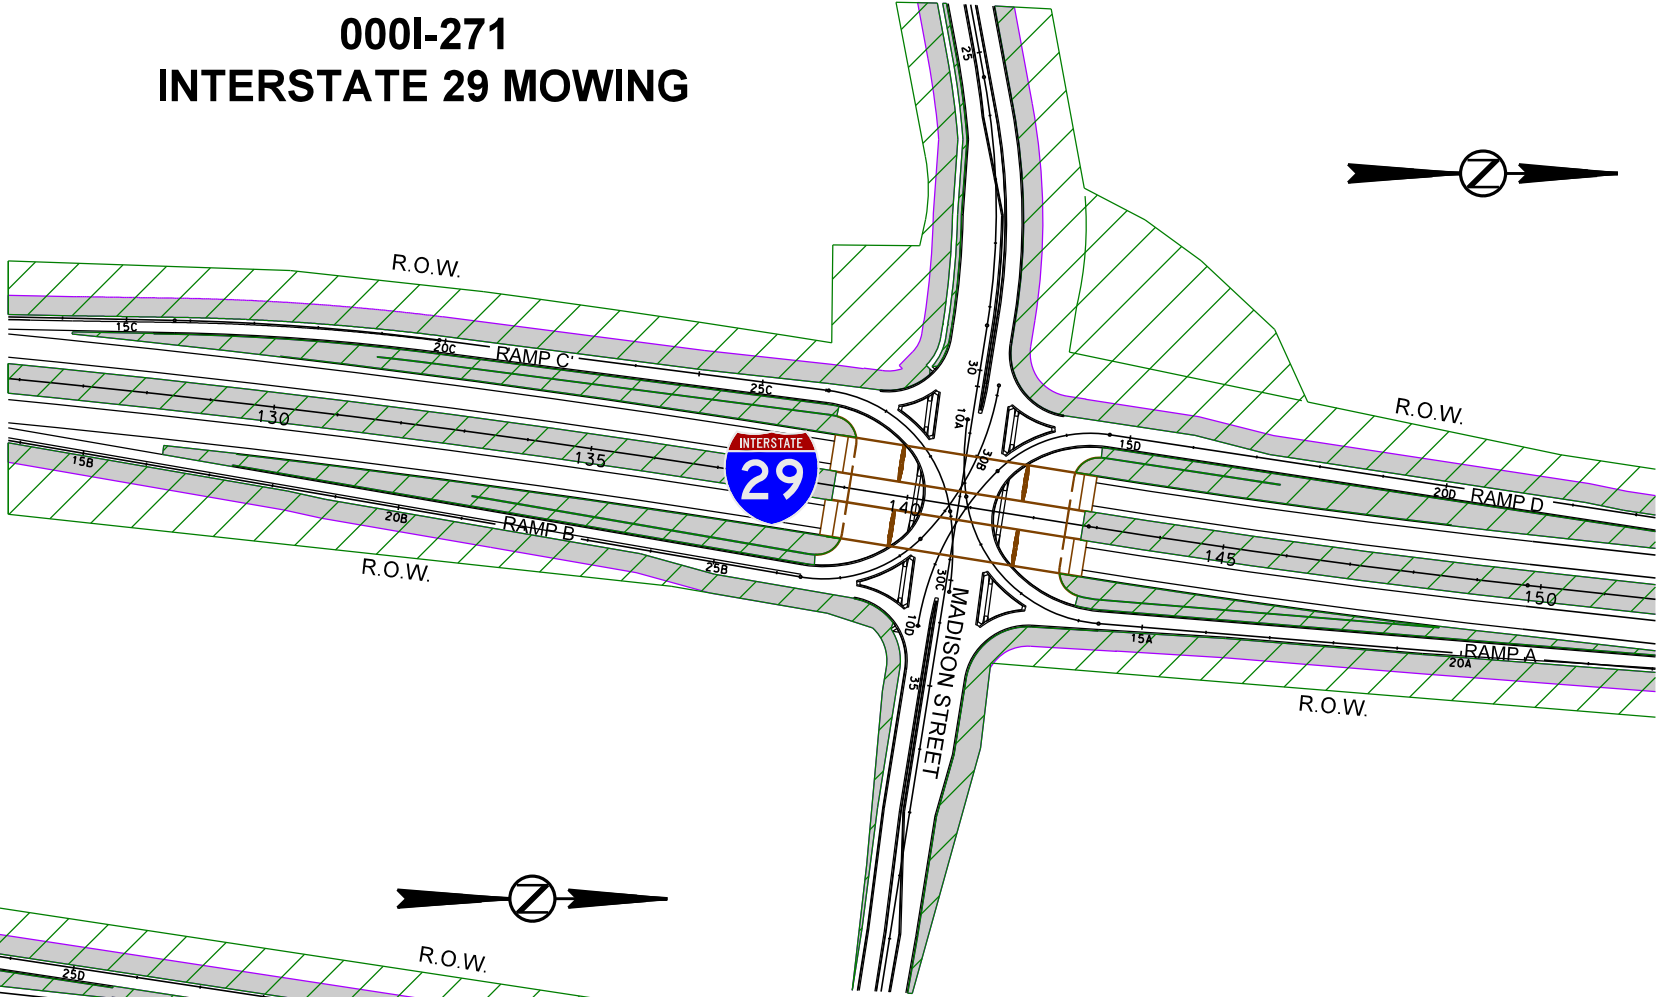 000I-271
INTERSTATE 29 MOWING
25
Z
R.O.W.
15C
20C
RAMP C'
25C
30
10A
R.O.W.
130
135
INTERSTATE
29
30B
15D
20D
RAMP D
140
15B
20B
RAMP B
25B
145
150
R.O.W.
30C
10D
MADISON STREET
15A
20A
RAMP A
35
R.O.W.
Z
R.O.W.
25D